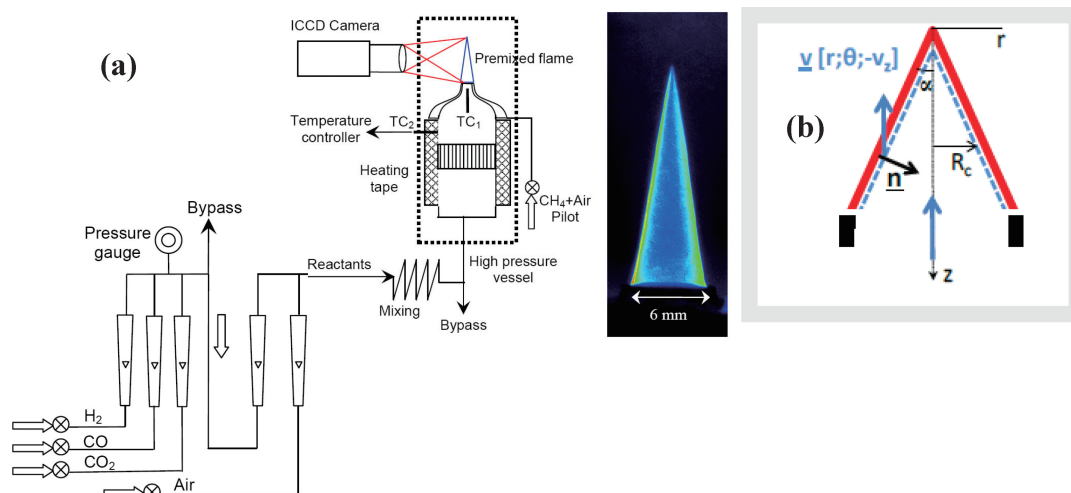 ICCD Camera
(a)
Premixed flame
TC2
TC1
Temperature
controller
Heating
tape
CH4+Air
Pilot
Bypass
Pressure
gauge
Reactants
High pressure
vessel
Mixing
Bypass
H2
CO
CO2
Air
6 mm
r
v [r;θ;-vz]
α
(b)
Rc
n
z